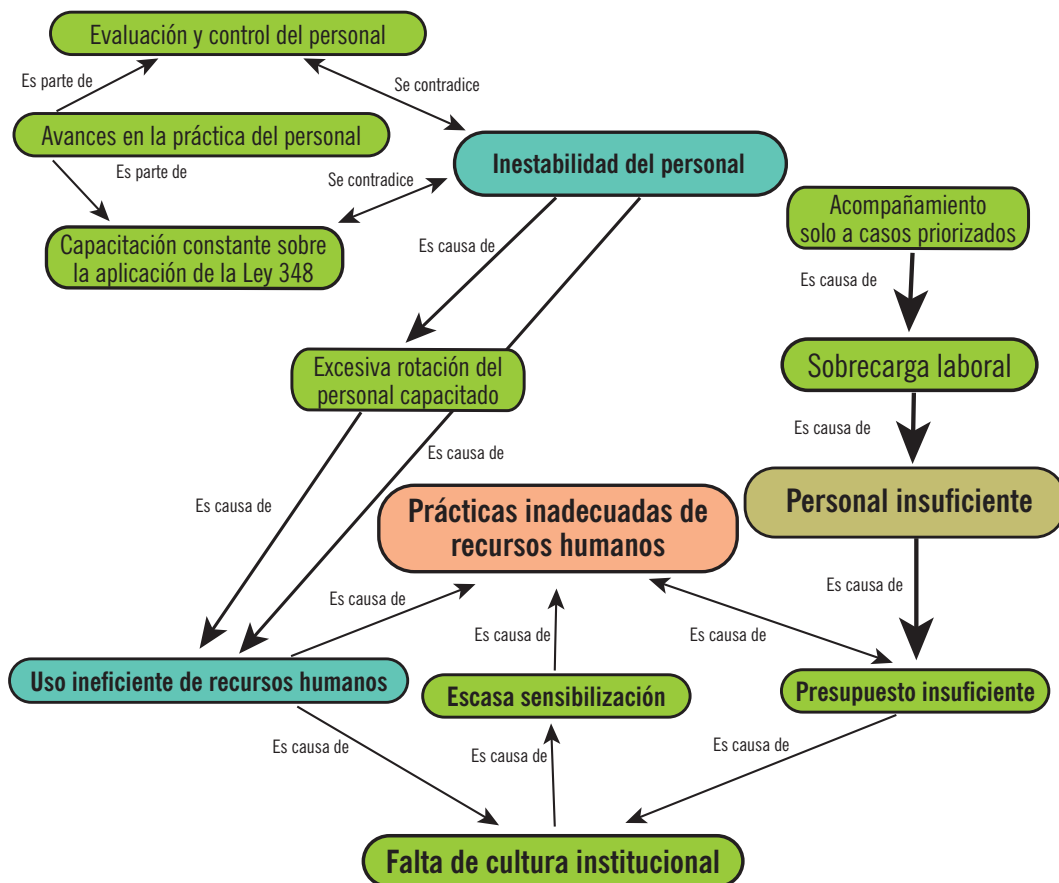 Evaluación y control del personal
Es parte de
Se contradice
Avances en la práctica del personal
Es parte de
Se contradice
Inestabilidad del personal
Capacitación constante sobre
la aplicación de la Ley 348
Es causa de
Acompañamiento
solo a casos priorizados
Es causa de
Excesiva rotación del
personal capacitado
Sobrecarga laboral
Es causa de
Es causa de
Es causa de
Prácticas inadecuadas de
recursos humanos
Personal insuficiente
Es causa de
Es causa de
Es causa de
Es causa de
Uso ineficiente de recursos humanos
Escasa sensibilización
Presupuesto insuficiente
Es causa de
Es causa de
Es causa de
Falta de cultura institucional